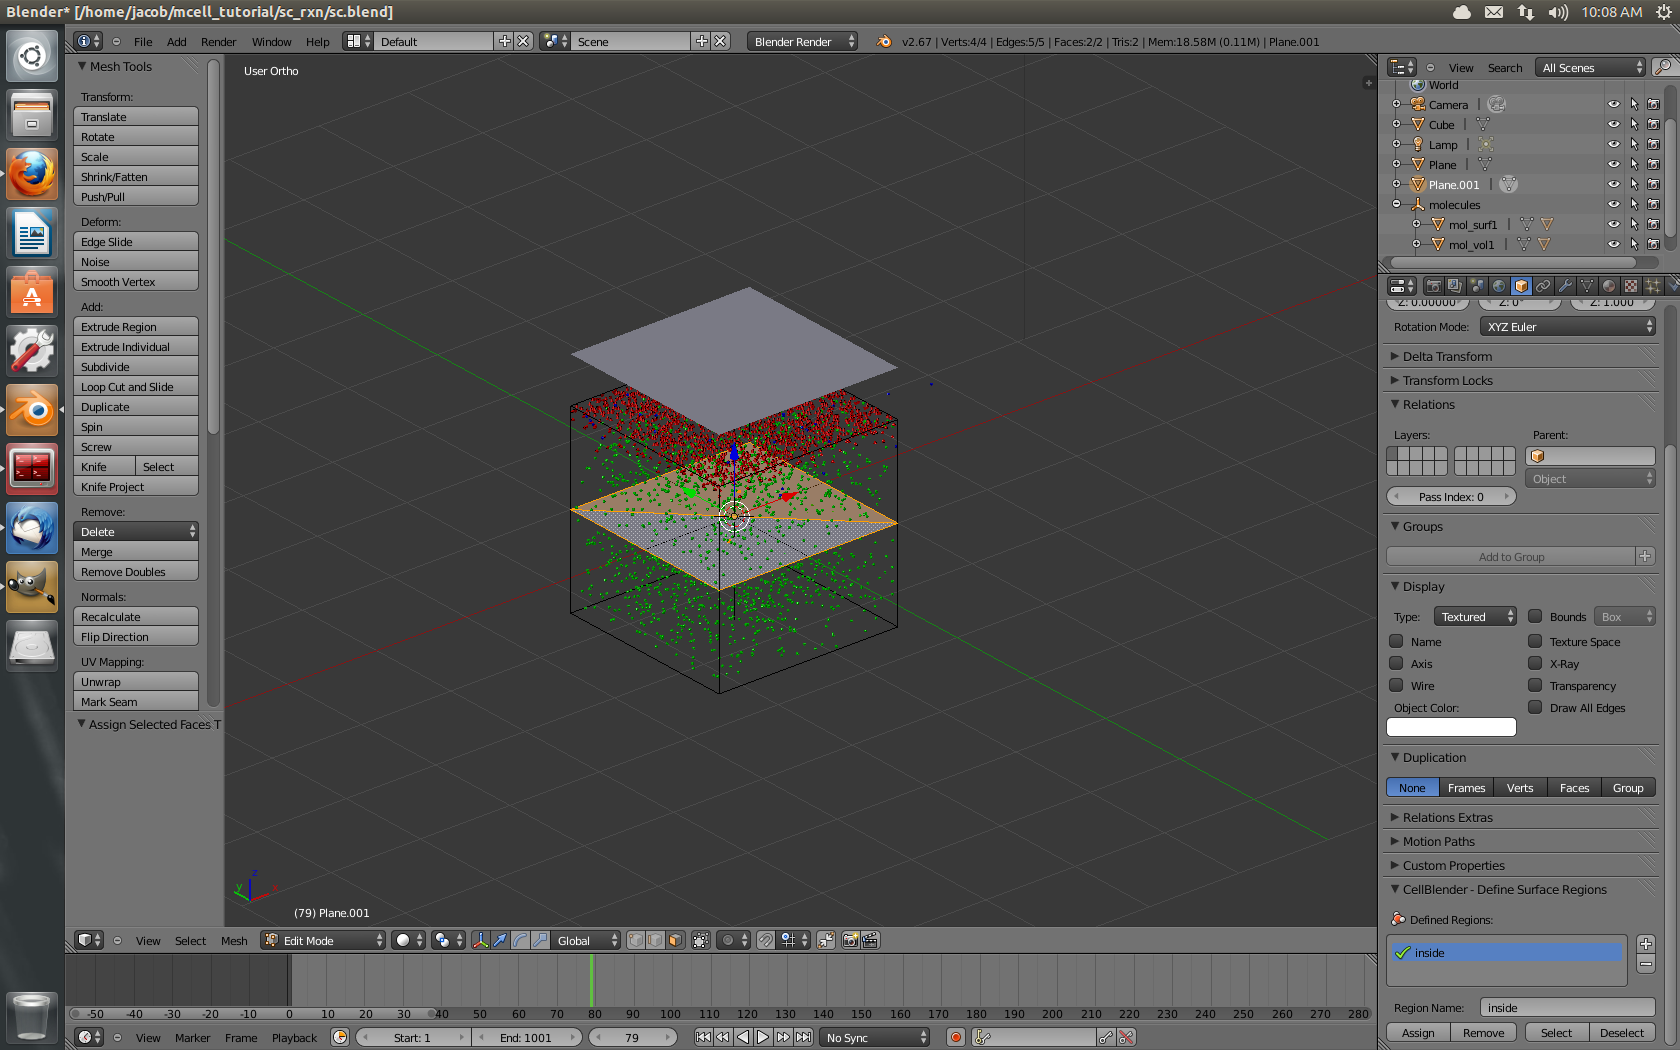 Blender* [/home/jacob/mcell_tutorial/sc_rxn/sc.blend]
10:08 AM
File Add Render Window Help Default Scene Blender Render v2.67 | Verts:4/4 | Edges:5/5 | Faces:2/2 | Tris:2 | Mem:18.58M (0.11M) | Plane.001
Mesh Tools
Transform:
Translate
Rotate
Scale
Shrink/Fatten
Push/Pull
Deform:
Edge Slide
Noise
Smooth Vertex
Add:
Extrude Region
Extrude Individual
Subdivide
Loop Cut and Slide
Duplicate
Spin
Screw
Knife Select
Knife Project
Remove:
Delete
Merge
Remove Doubles
Normals:
Recalculate
Flip Direction
UV Mapping:
Unwrap
Mark Seam
Assign Selected Faces T
User Ortho
z
y
x
(79) Plane.001
View Select Mesh Edit Mode Global
-50 -40 -30 -20 -10 0 10 20 30 40 50 60 70 80 90 100 110 120 130 140 150 160 170 180 190 200 210 220 230 240 250 260 270 280
View Marker Frame Playback Start: 1 End: 1001 79 No Sync
View Search All Scenes
World
Camera
Cube
Lamp
Plane
Plane.001
molecules
mol_surf1
mol_vol1
Z: 0.00000 Z: 0° Z: 1.000
Rotation Mode: XYZ Euler
Delta Transform
Transform Locks
Relations
Layers: Parent:
Object
Pass Index: 0
Groups
Add to Group
Display
Type: Textured Bounds Box
Name Texture Space
Axis X-Ray
Wire Transparency
Object Color: Draw All Edges
Duplication
None Frames Verts Faces Group
Relations Extras
Motion Paths
Custom Properties
CellBlender - Define Surface Regions
Defined Regions:
inside
Region Name: inside
Assign Remove Select Deselect